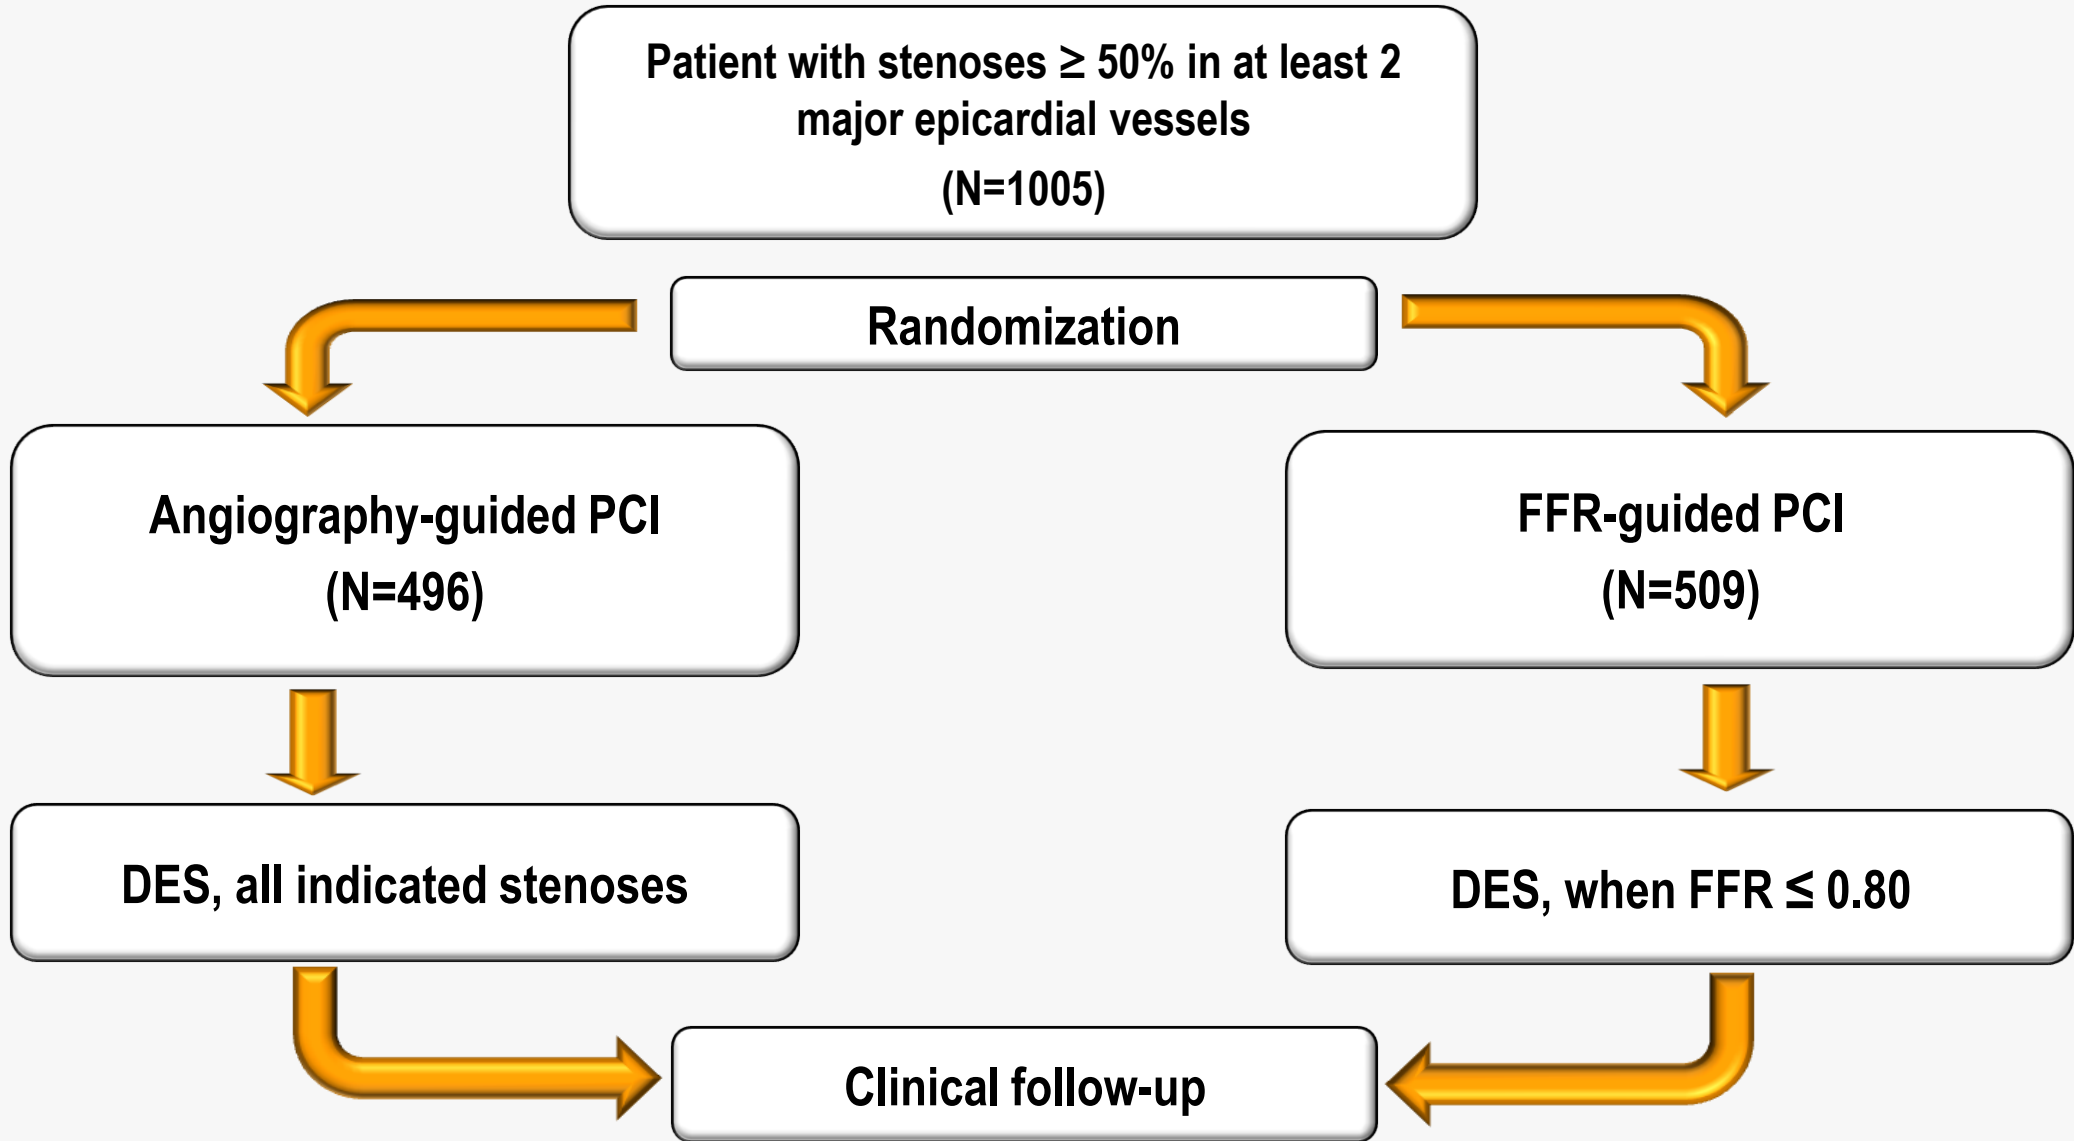 Patient with stenoses ≥ 50% in at least 2
major epicardial vessels
(N=1005)
Randomization
Angiography-guided PCI
(N=496)
FFR-guided PCI
(N=509)
DES, all indicated stenoses
DES, when FFR ≤ 0.80
Clinical follow-up